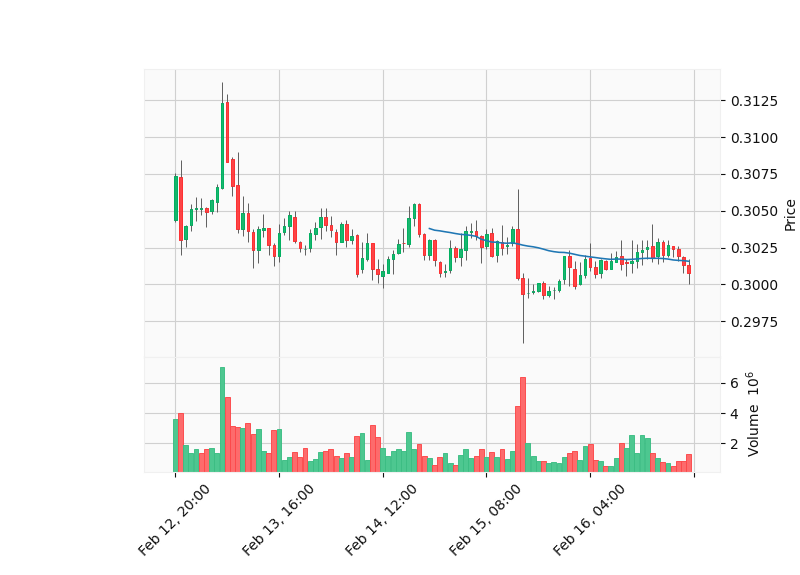 0.3125
0.3100
0.3075
0.3050
0.3025
0.3000
0.2975
Price
6
4
2
Volume 10^6
Feb 12, 20:00
Feb 13, 16:00
Feb 14, 12:00
Feb 15, 08:00
Feb 16, 04:00